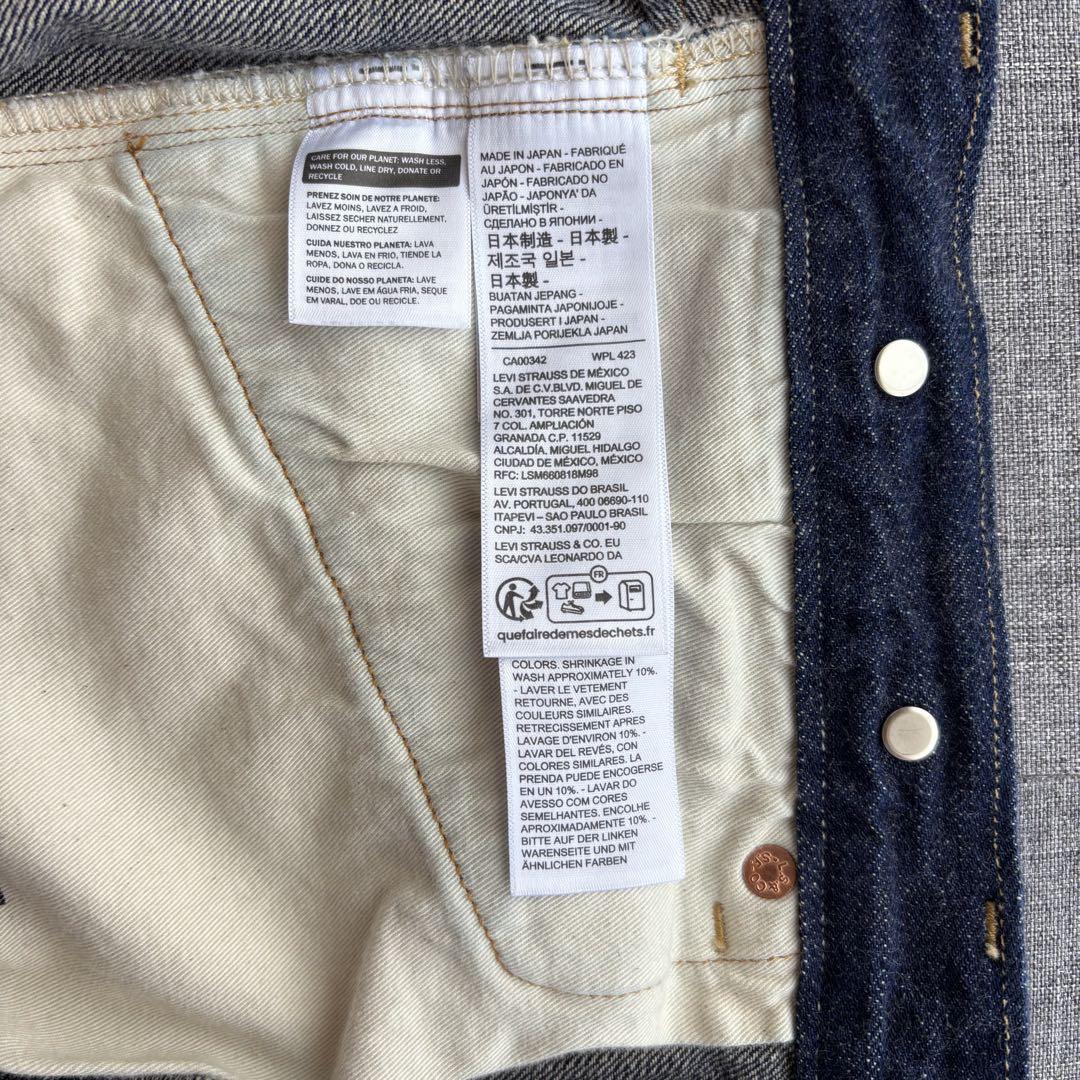 CARE FOR OUR PLANET: WASH LESS,
WASH COLD, LINE DRY, DONATE OR
RECYCLE
PRENEZ SOIN DE NOTRE PLANETE:
LAVEZ MOINS, LAVEZ A FROID,
LAISSEZ SECHER NATURELLEMENT,
DONNEZ OU RECYCLEZ
CUIDA NUESTRO PLANETA: LAVA
MENOS, LAVA EN FRIO, TIENDE LA
ROPA, DONA O RECICLA.
CUIDE DO NOSSO PLANETA: LAVE
MENOS, LAVE EM ÁGUA FRIA, SEQUE
EM VARAL, DOE OU RECICLE.
MADE IN JAPAN - FABRIQUÉ
AU JAPON - FABRICADO EN
JAPÓN - FABRICADO NO
JAPÃO - JAPONYA' DA
ÜRETİLMİŞTİR -
СДЕЛАНО В ЯПОНИИ -
日本制造 - 日本製 -
제조국 일본 -
日本製 -
BUATAN JEPANG -
PAGAMINTA JAPONIJOJE -
PRODUSERT I JAPAN -
ZEMLJA PORIJEKLA JAPAN
CA00342 WPL 423
LEVI STRAUSS DE MÉXICO
S.A. DE C.V.BLVD. MIGUEL DE
CERVANTES SAAVEDRA
NO. 301, TORRE NORTE PISO
7 COL. AMPLIACIÓN
GRANADA C.P. 11529
ALCALDÍA. MIGUEL HIDALGO
CIUDAD DE MÉXICO, MÉXICO
RFC: LSM660818M98
LEVI STRAUSS DO BRASIL
AV. PORTUGAL, 400 06690-110
ITAPEVI – SAO PAULO BRASIL
CNPJ: 43.351.097/0001-90
LEVI STRAUSS & CO. EU
SCA/CVA LEONARDO DA
FR
quefairedemesdechets.fr
COLORS. SHRINKAGE IN
WASH APPROXIMATELY 10%.
- LAVER LE VETEMENT
RETOURNE, AVEC DES
COULEURS SIMILAIRES.
RETRECISSEMENT APRES
LAVAGE D'ENVIRON 10%. -
LAVAR DEL REVÉS, CON
COLORES SIMILARES. LA
PRENDA PUEDE ENCOGERSE
EN UN 10%. - LAVAR DO
AVESSO COM CORES
SEMELHANTES. ENCOLHE
APROXIMADAMENTE 10%. -
BITTE AUF DER LINKEN
WARENSEITE UND MIT
ÄHNLICHEN FARBEN
L.S.&CO.